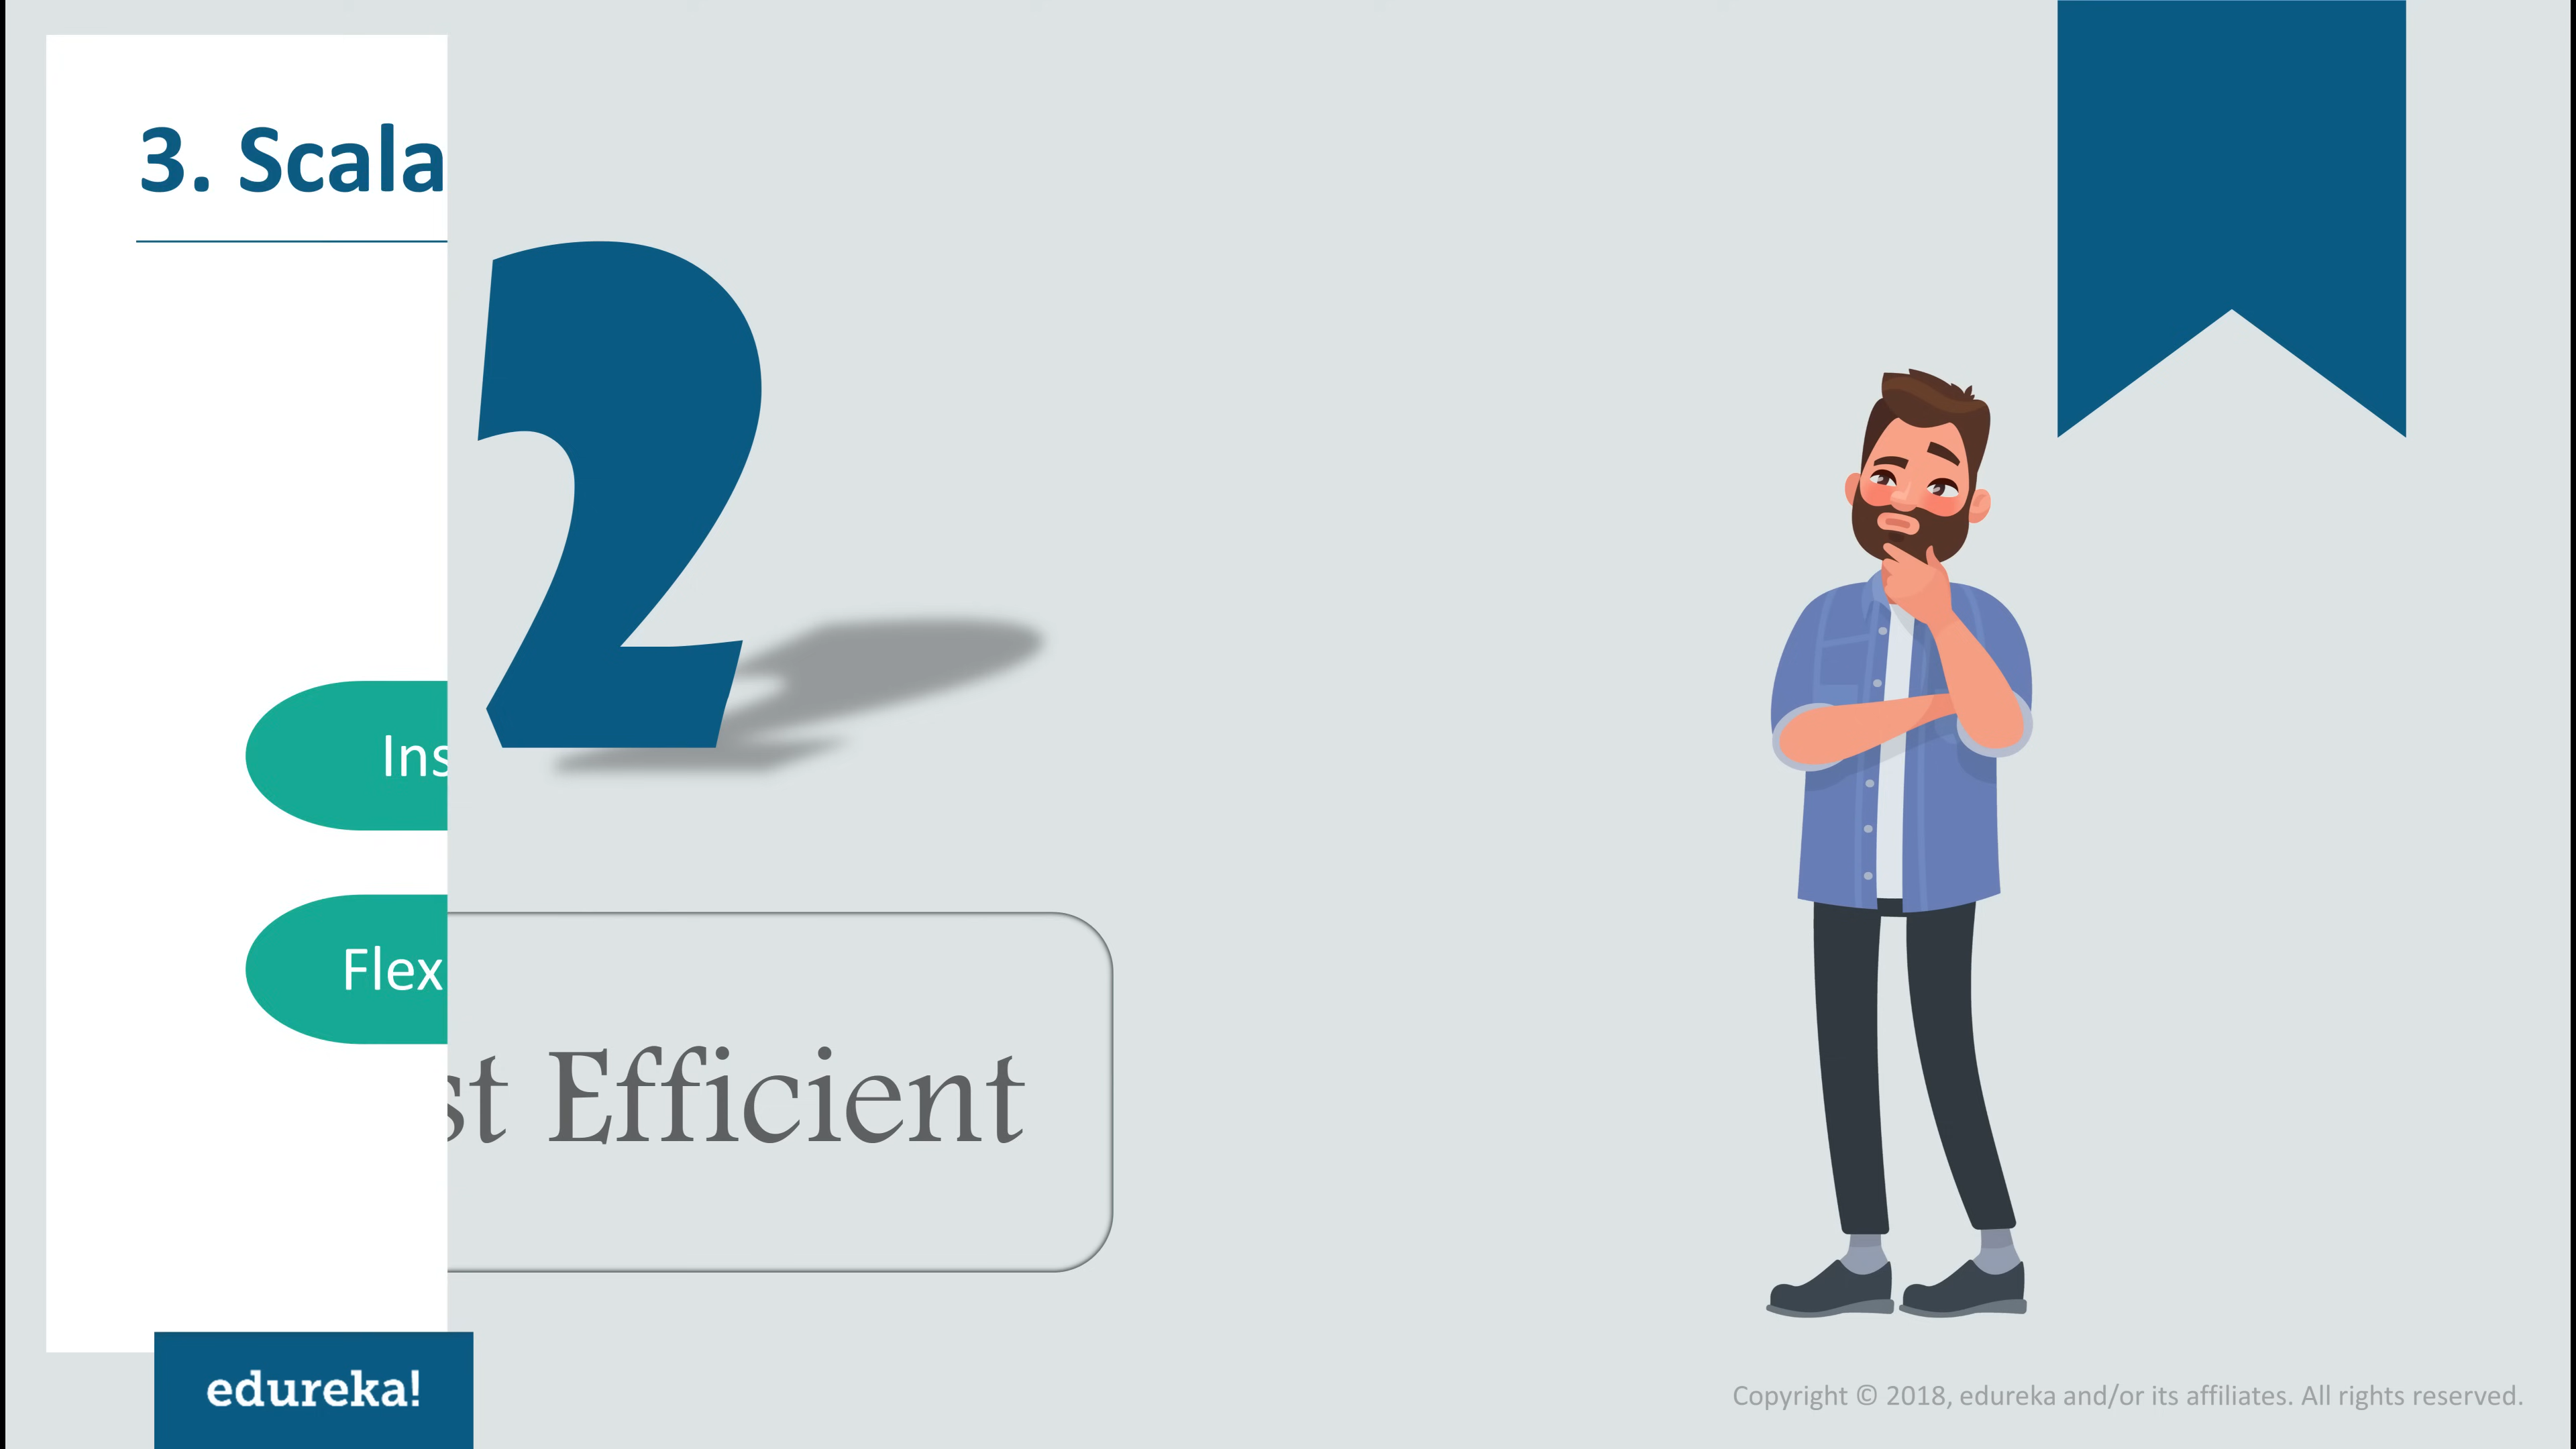 3. Scala
2
Ins
Flex
st Efficient
edureka!
Copyright © 2018, edureka and/or its affiliates. All rights reserved.